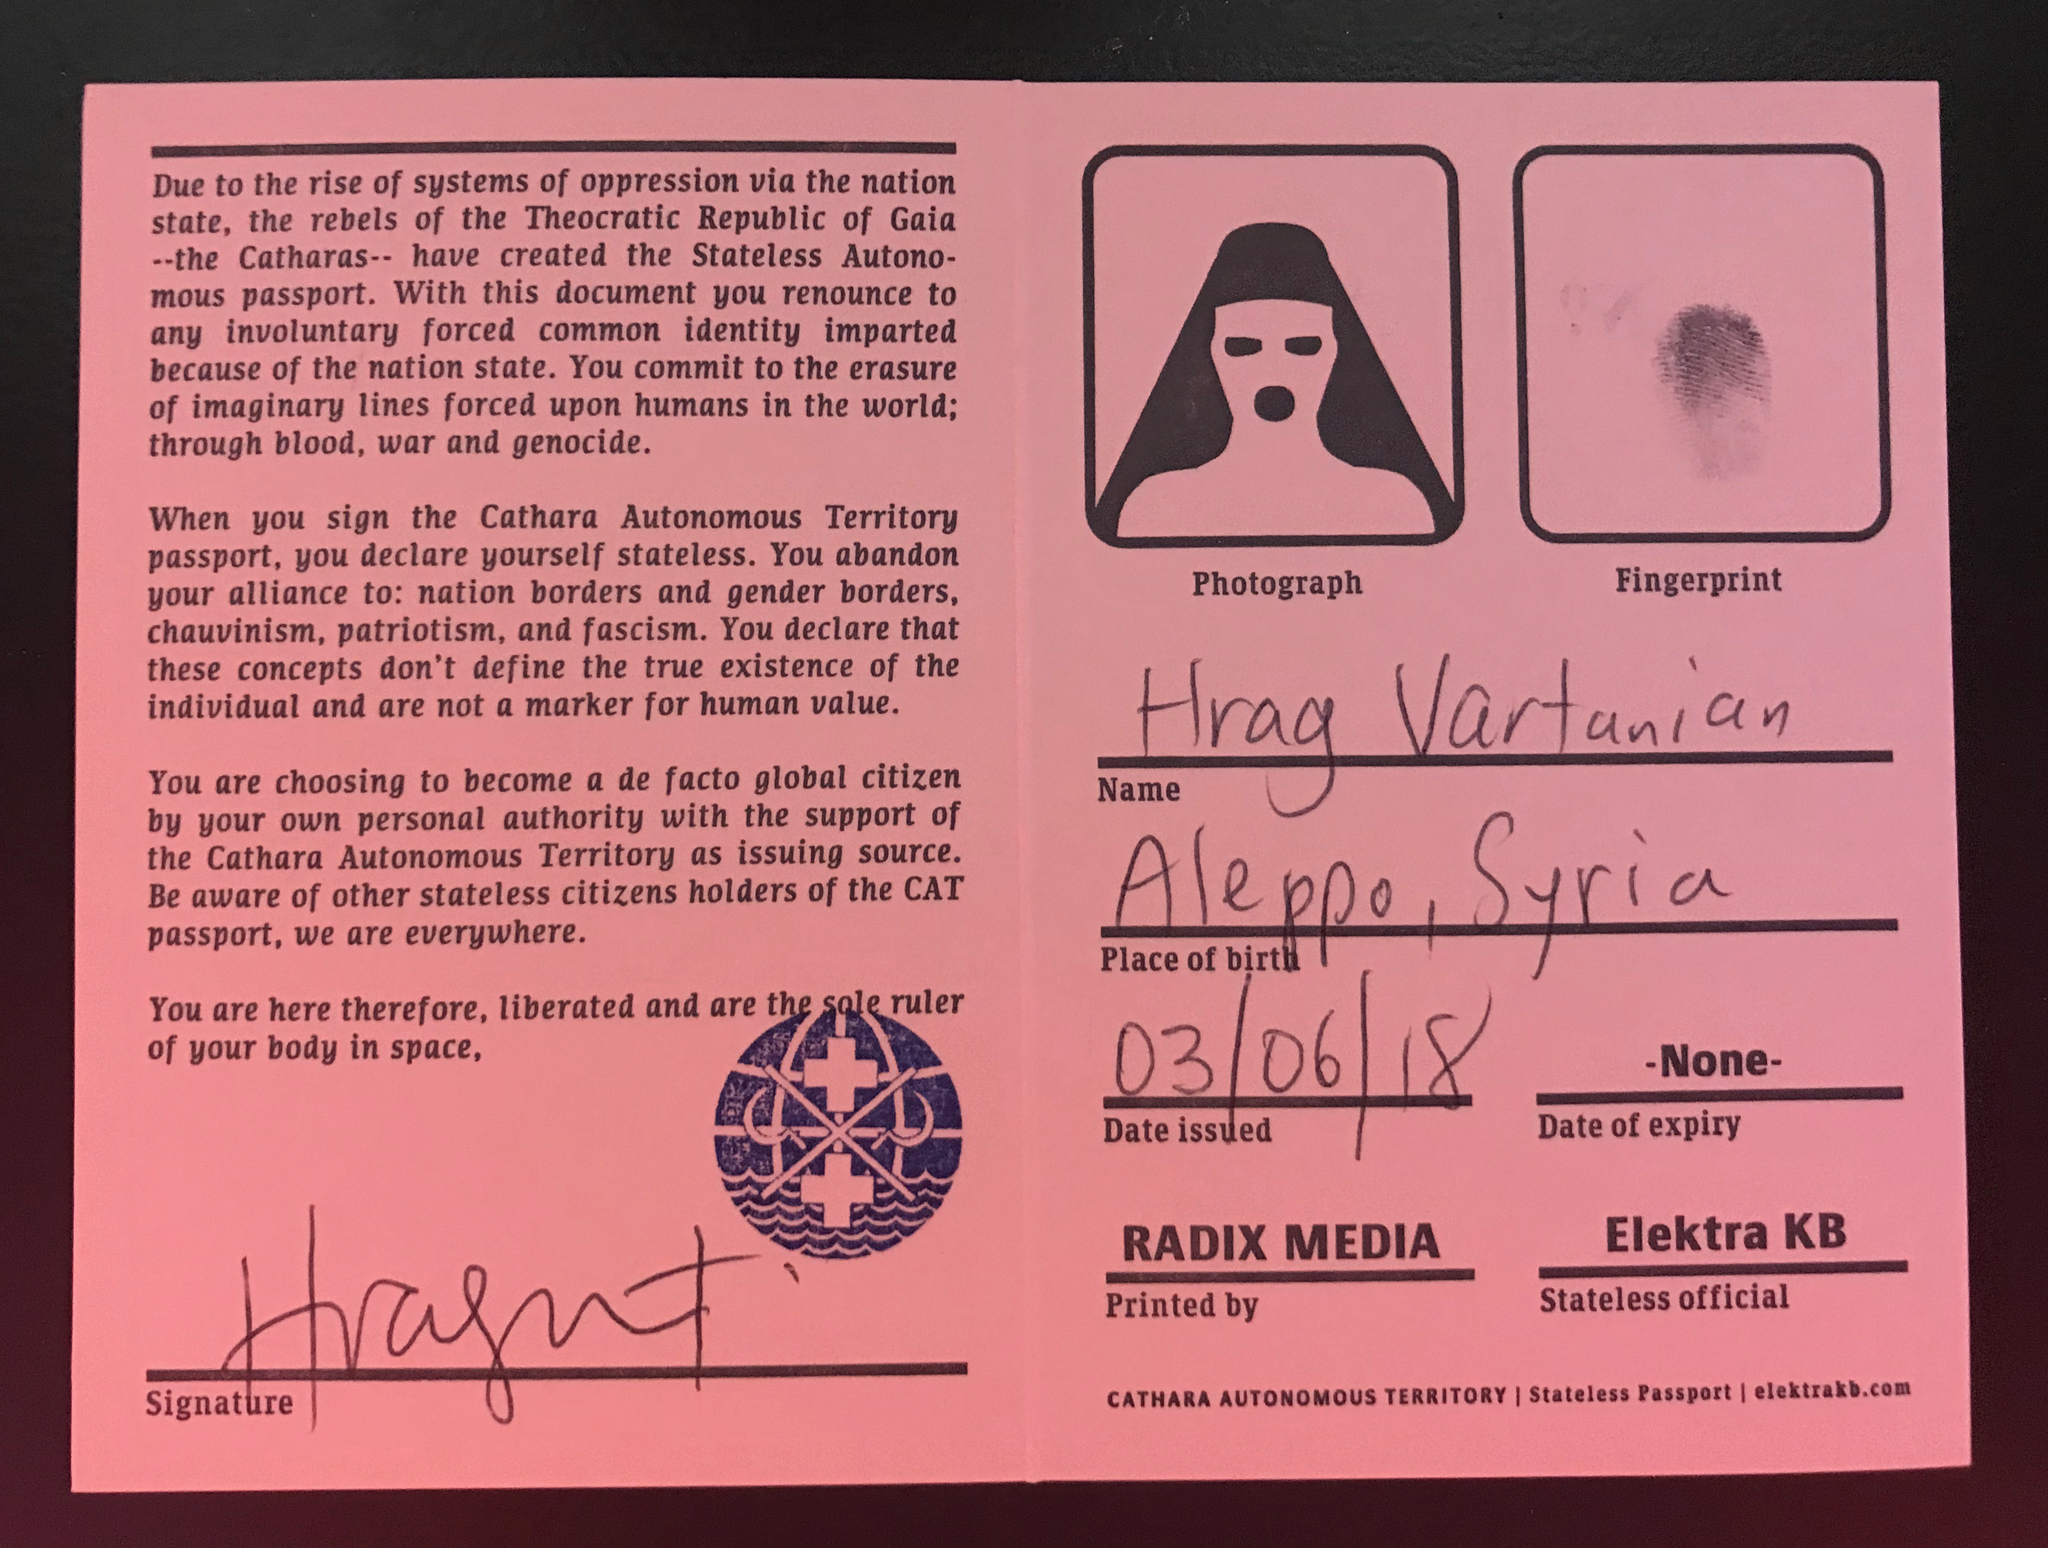 Due to the rise of systems of oppression via the nation
state, the rebels of the Theocratic Republic of Gaia
--the Catharas-- have created the Stateless Autono-
mous passport. With this document you renounce to
any involuntary forced common identity imparted
because of the nation state. You commit to the erasure
of imaginary lines forced upon humans in the world;
through blood, war and genocide.
When you sign the Cathara Autonomous Territory
passport, you declare yourself stateless. You abandon
your alliance to: nation borders and gender borders,
chauvinism, patriotism, and fascism. You declare that
these concepts don't define the true existence of the
individual and are not a marker for human value.
You are choosing to become a de facto global citizen
by your own personal authority with the support of
the Cathara Autonomous Territory as issuing source.
Be aware of other stateless citizens holders of the CAT
passport, we are everywhere.
You are here therefore, liberated and are the sole ruler
of your body in space,
Signature
Photograph
Fingerprint
Hrag Vartanian
Name
Aleppo, Syria
Place of birth
03/06/18
Date issued
-None-
Date of expiry
RADIX MEDIA
Printed by
Elektra KB
Stateless official
CATHARA AUTONOMOUS TERRITORY | Stateless Passport | elektrakb.com